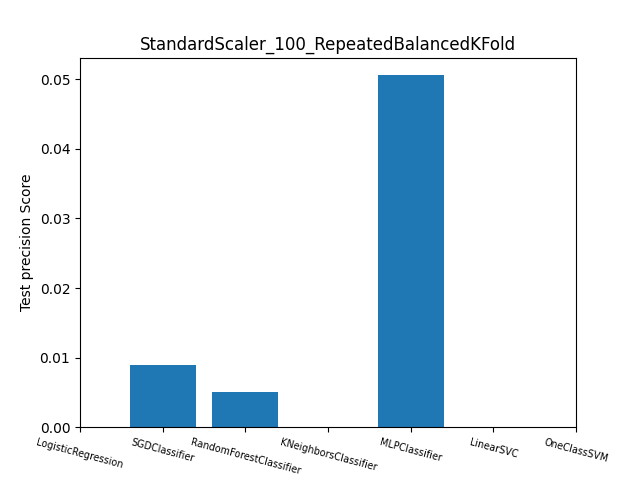 StandardScaler_100_RepeatedBalancedKFold
Test precision Score
0.05
0.04
0.03
0.02
0.01
0.00
LogisticRegression
SGDClassifier
RandomForestClassifier
KNeighborsClassifier
MLPClassifier
LinearSVC
OneClassSVM